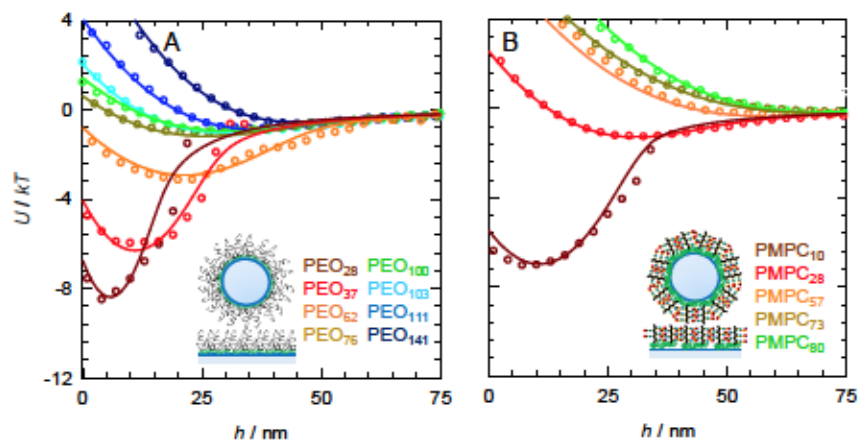 A
B
4
0
-4
-8
-12
U / kT
PEO28 PEO100
PEO37 PEO103
PEO52 PEO111
PEO76 PEO141
PMPC10
PMPC28
PMPC57
PMPC73
PMPC80
0 25 50 75
0 25 50 75
h / nm
h / nm